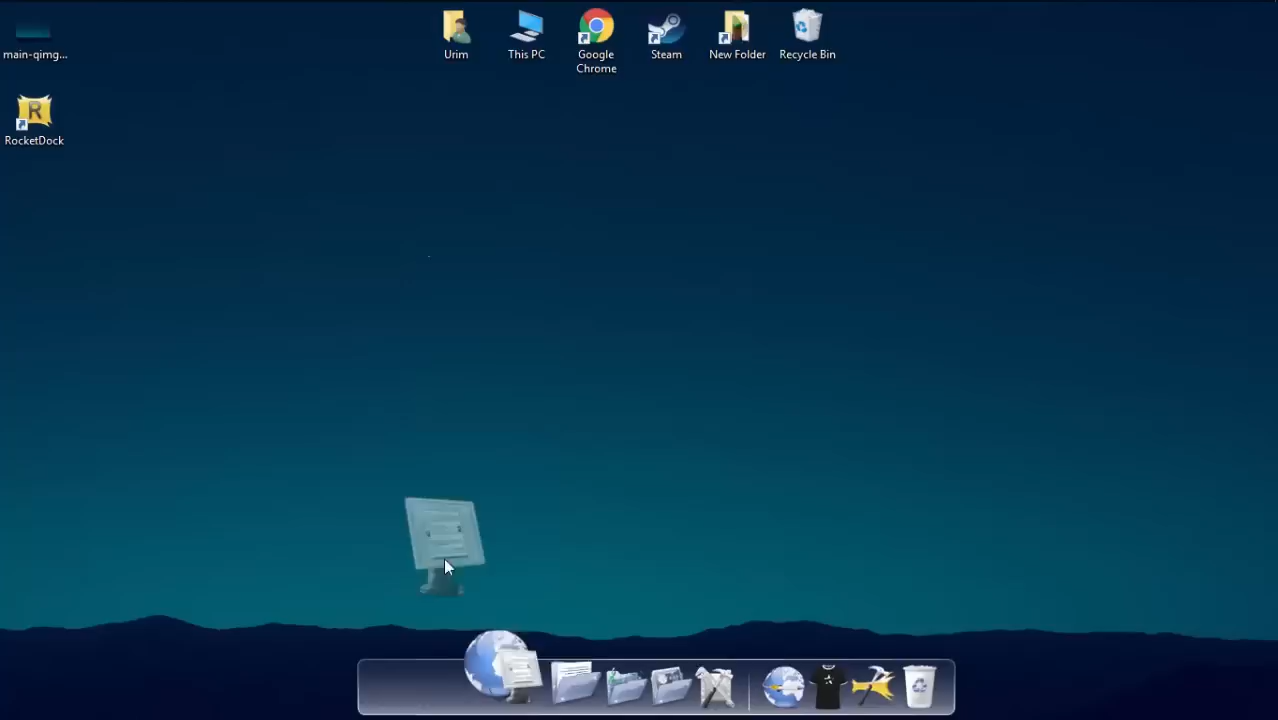 Urim
This PC
Google
Chrome
Steam
New Folder
Recycle Bin
main-qimg...
R
RocketDock